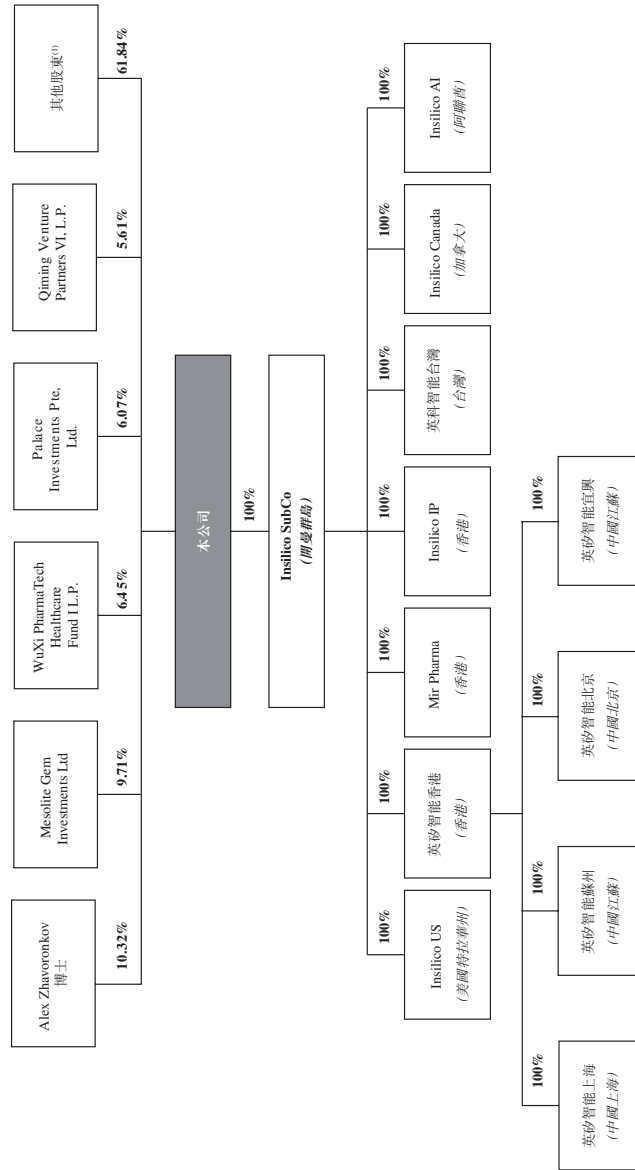 Alex Zhavoronkov
博士
Mesolite Gem
Investments Ltd
WuXi PharmaTech
Healthcare
Fund I L.P.
Palace
Investments Pte,
Ltd.
Qiming Venture
Partners VI, L.P.
其他股東(1)
10.32%
9.71%
6.45%
6.07%
5.61%
61.84%
本公司
100%
Insilico SubCo
(開曼群島)
100%
100%
100%
100%
100%
100%
100%
Insilico US
(美國特拉華州)
英矽智能香港
(香港)
Mir Pharma
(香港)
Insilico IP
(香港)
英科智能台灣
(台灣)
Insilico Canada
(加拿大)
Insilico AI
(阿聯酋)
100%
100%
100%
100%
英矽智能上海
(中國上海)
英矽智能蘇州
(中國江蘇)
英矽智能北京
(中國北京)
英矽智能宜興
(中國江蘇)